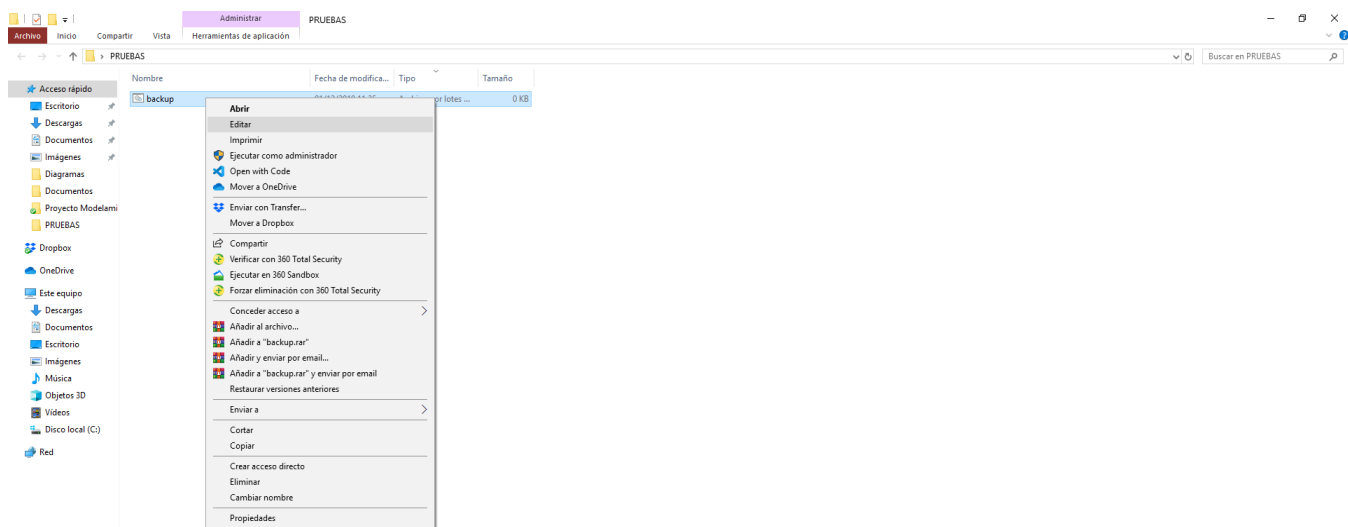 Administrar
PRUEBAS
Archivo
Inicio
Compartir
Vista
Herramientas de aplicación
PRUEBAS
Buscar en PRUEBAS
Nombre
Fecha de modifica...
Tipo
Tamaño
Acceso rápido
Escritorio
Descargas
Documentos
Imágenes
Diagramas
Documentos
Proyecto Modelami
PRUEBAS
Dropbox
OneDrive
Este equipo
Descargas
Documentos
Escritorio
Imágenes
Música
Objetos 3D
Vídeos
Disco local (C:)
Red
backup
or lotes ...
0 KB
Abrir
Editar
Imprimir
Ejecutar como administrador
Open with Code
Mover a OneDrive
Enviar con Transfer...
Mover a Dropbox
Compartir
Verificar con 360 Total Security
Ejecutar en 360 Sandbox
Forzar eliminación con 360 Total Security
Conceder acceso a
Añadir al archivo...
Añadir a "backup.rar"
Añadir y enviar por email...
Añadir a "backup.rar" y enviar por email
Restaurar versiones anteriores
Enviar a
Cortar
Copiar
Crear acceso directo
Eliminar
Cambiar nombre
Propiedades